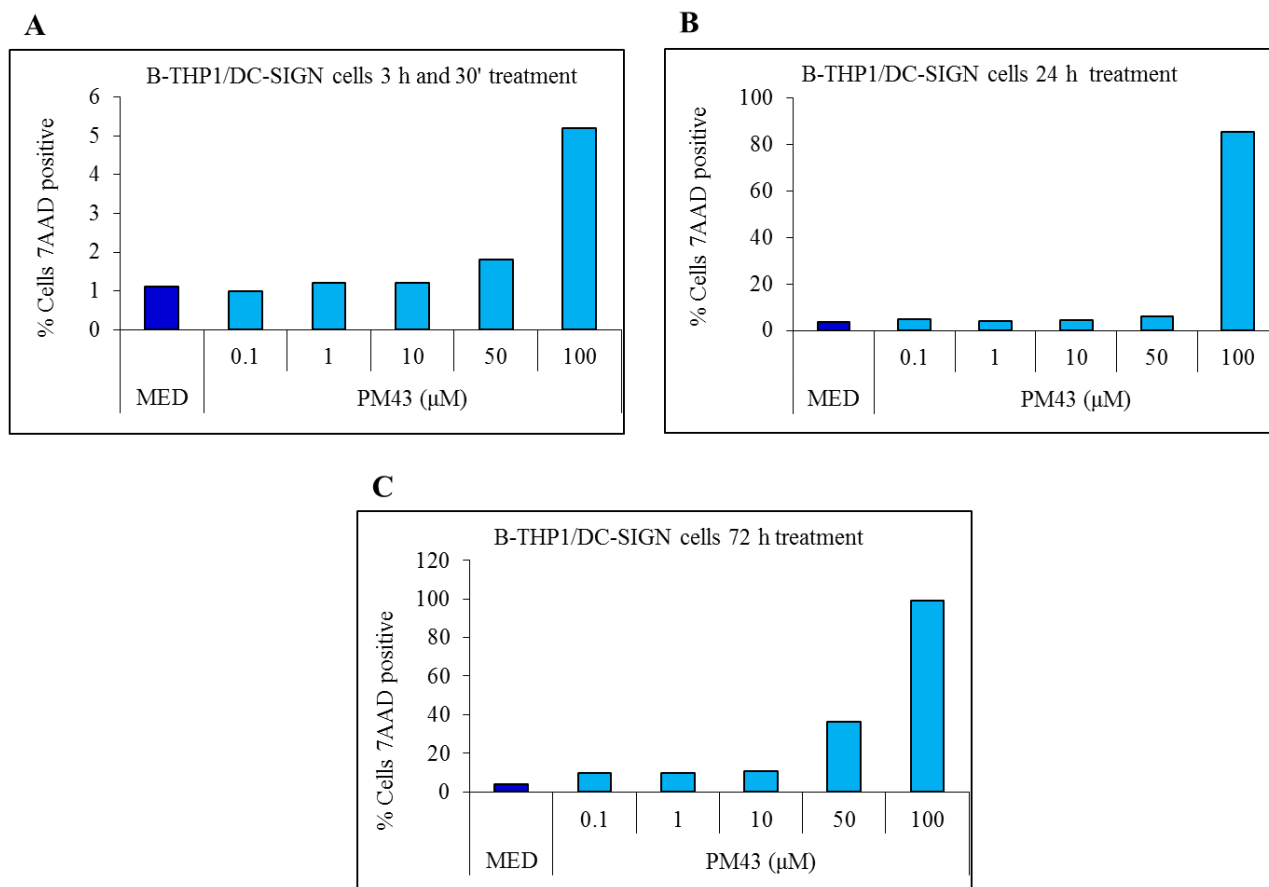 A
B-THP1/DC-SIGN cells 3 h and 30' treatment
% Cells 7AAD positive
6
5
4
3
2
1
0
0.1 1 10 50 100
MED PM43 (μM)
B
B-THP1/DC-SIGN cells 24 h treatment
% Cells 7AAD positive
100
80
60
40
20
0
0.1 1 10 50 100
MED PM43 (μM)
C
B-THP1/DC-SIGN cells 72 h treatment
% Cells 7AAD positive
120
100
80
60
40
20
0
0.1 1 10 50 100
MED PM43 (μM)